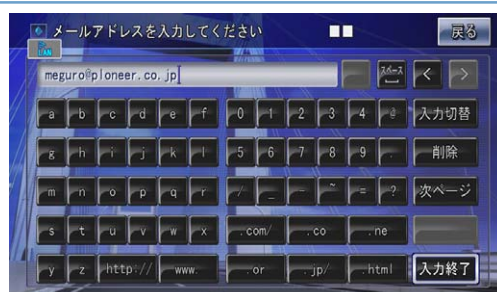 メールアドレスを入力してください 戻る
LAN
meguro@ploneer.co.jp スペース < >
a b c d e f 0 1 2 3 4 @ 入力切替
g h i j k l 5 6 7 8 9 . 削除
m n o p q r / _ - ~ = ? 次ページ
s t u v w x .com/ .co .ne
y z http:// www. .or .jp/ .html 入力終了